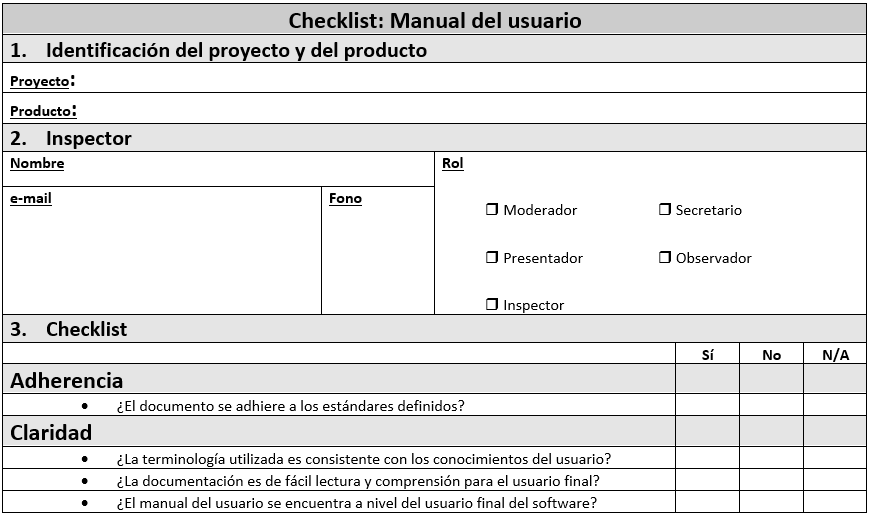 Checklist: Manual del usuario
1. Identificación del proyecto y del producto
Proyecto:
Producto:
2. Inspector
Nombre
Rol
e-mail
Fono
Moderador
Secretario
Presentador
Observador
Inspector
3. Checklist
Sí No N/A
Adherencia
• ¿El documento se adhiere a los estándares definidos?
Claridad
• ¿La terminología utilizada es consistente con los conocimientos del usuario?
• ¿La documentación es de fácil lectura y comprensión para el usuario final?
• ¿El manual del usuario se encuentra a nivel del usuario final del software?